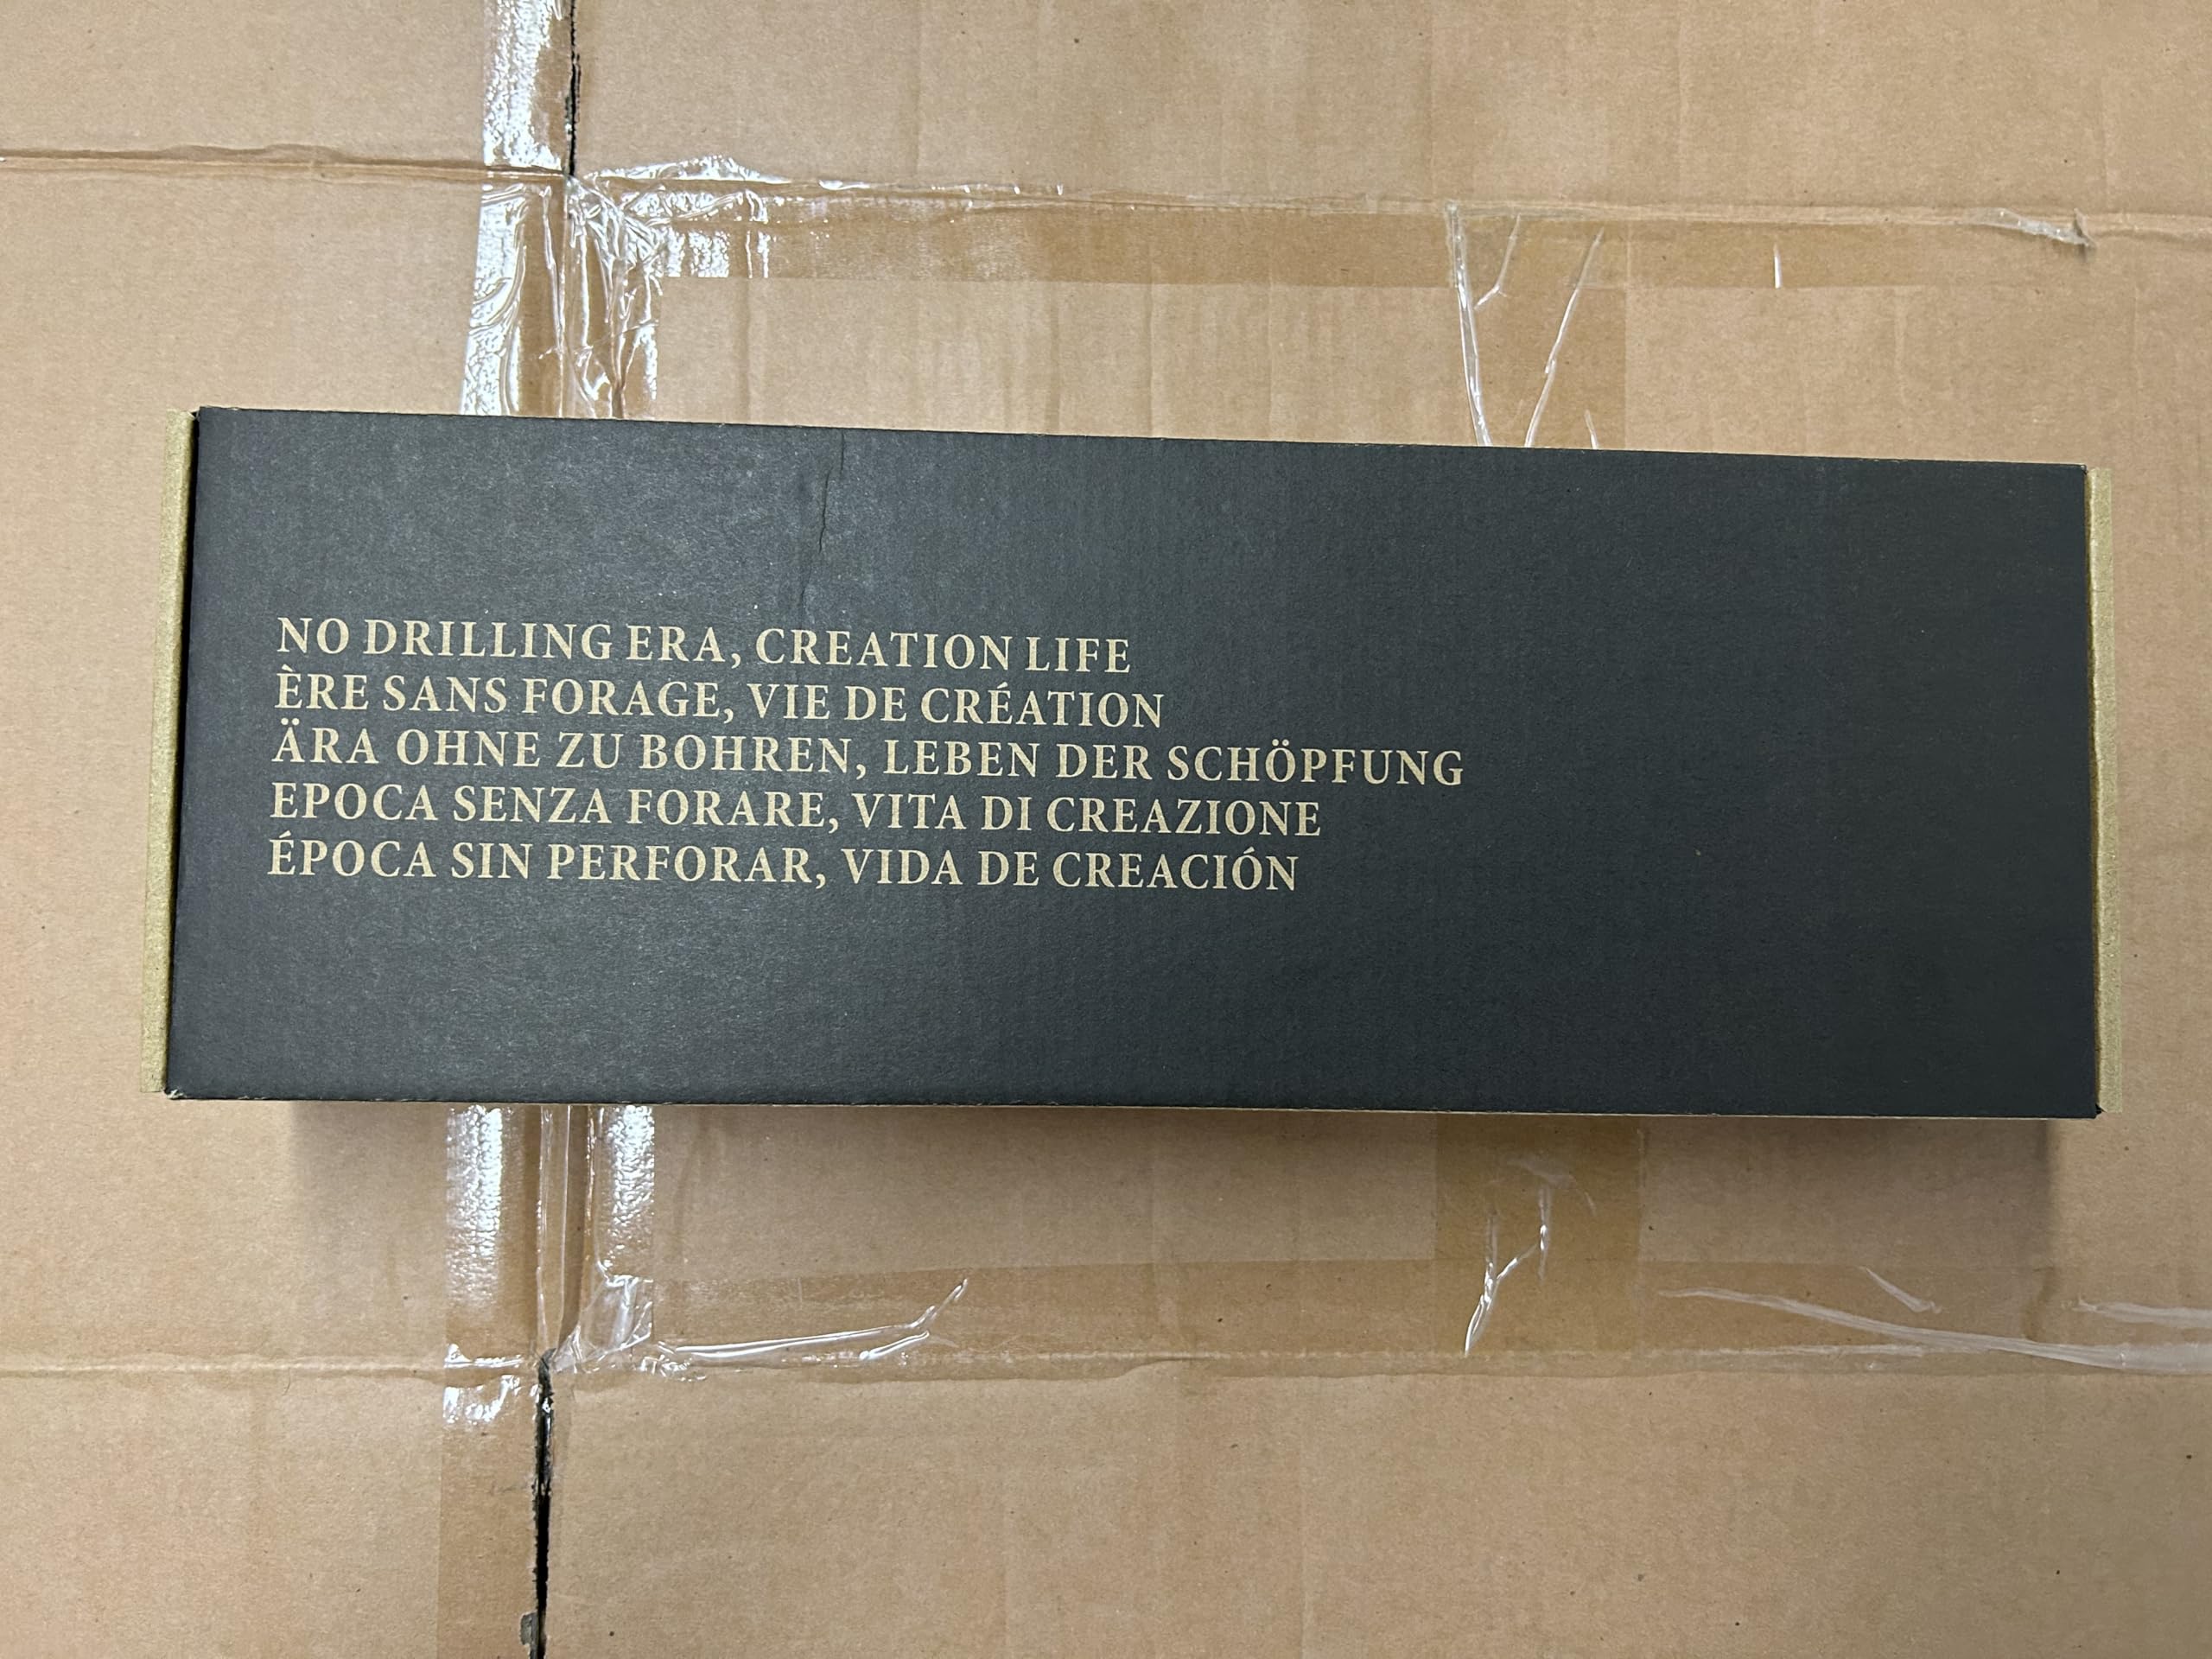 NO DRILLING ERA, CREATION LIFE
ÈRE SANS FORAGE, VIE DE CRÉATION
ÄRA OHNE ZU BOHREN, LEBEN DER SCHÖPFUNG
EPOCA SENZA FORARE, VITA DI CREAZIONE
ÉPOCA SIN PERFORAR, VIDA DE CREACIÓN